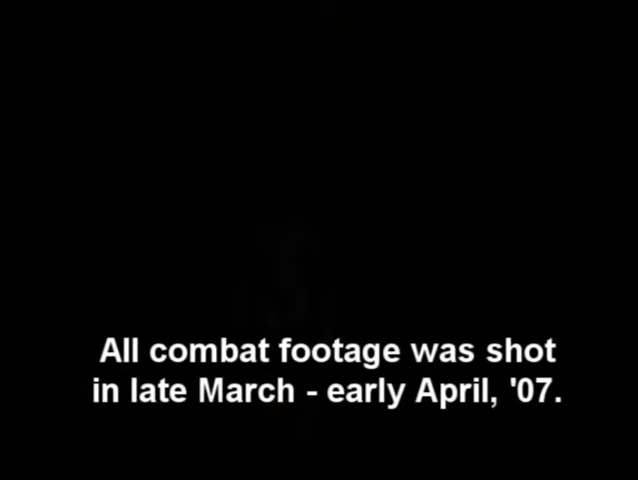 All combat footage was shot
in late March - early April, '07.